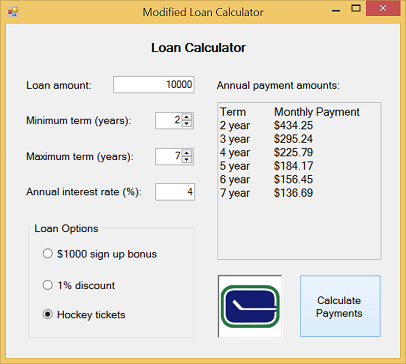 Modified Loan Calculator
Loan Calculator
Loan amount: 10000
Minimum term (years): 2
Maximum term (years): 7
Annual interest rate (%): 4
Loan Options
$1000 sign up bonus
1% discount
Hockey tickets
Annual payment amounts:
Term Monthly Payment
2 year $434.25
3 year $295.24
4 year $225.79
5 year $184.17
6 year $156.45
7 year $136.69
Calculate
Payments